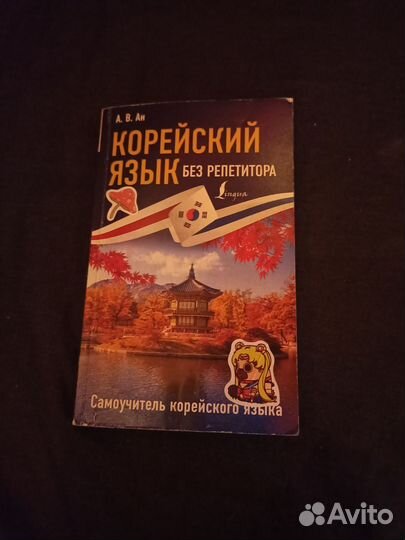 А. В. Ан
КОРЕЙСКИЙ
ЯЗЫК
БЕЗ РЕПЕТИТОРА
Lingua
Самоучитель корейского языка
Avito